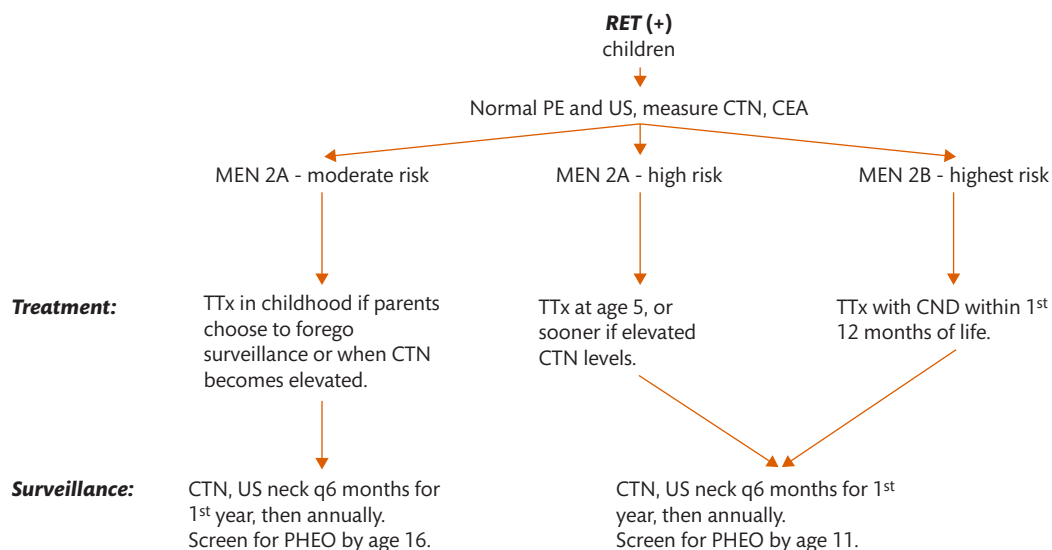 RET (+)
children
Normal PE and US, measure CTN, CEA
MEN 2A - moderate risk
MEN 2A - high risk
MEN 2B - highest risk
Treatment:
TTx in childhood if parents
choose to forego
surveillance or when CTN
becomes elevated.
TTx at age 5, or
sooner if elevated
CTN levels.
TTx with CND within 1st
12 months of life.
Surveillance:
CTN, US neck q6 months for
1st year, then annually.
Screen for PHEO by age 16.
CTN, US neck q6 months for 1st
year, then annually.
Screen for PHEO by age 11.